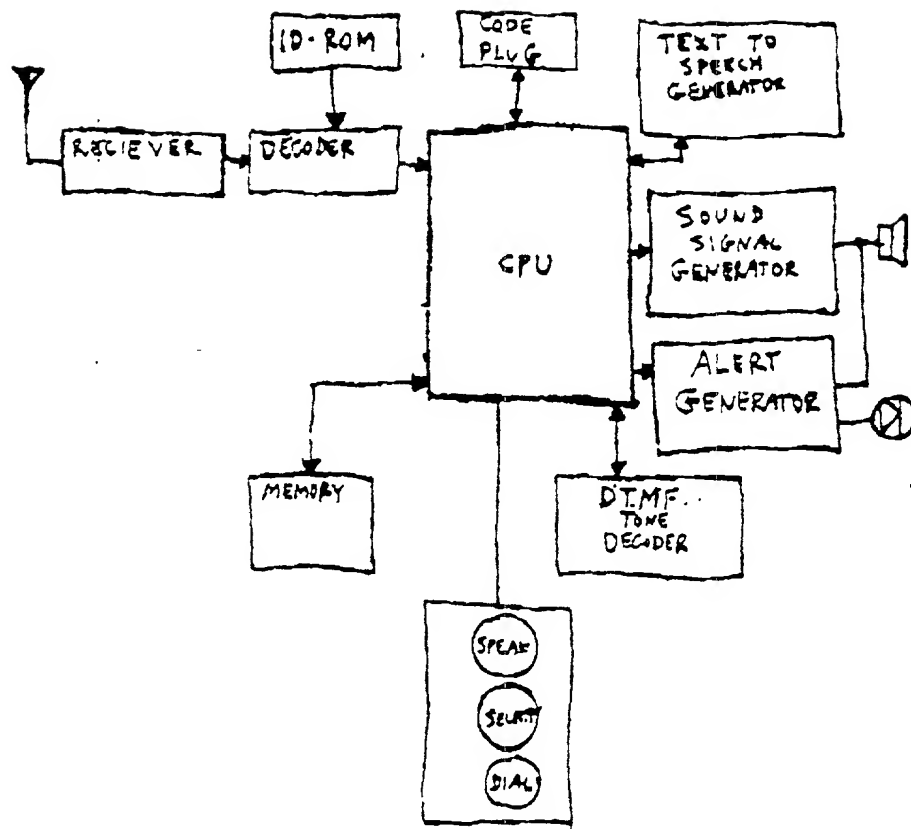 ID-ROM
CODE
PLUG
TEXT TO
SPEECH
GENERATOR
RECIEVER
DECODER
CPU
SOUND
SIGNAL
GENERATOR
ALERT
GENERATOR
MEMORY
DTMF
TONE
DECODER
SPEAK
SELECT
DIAL